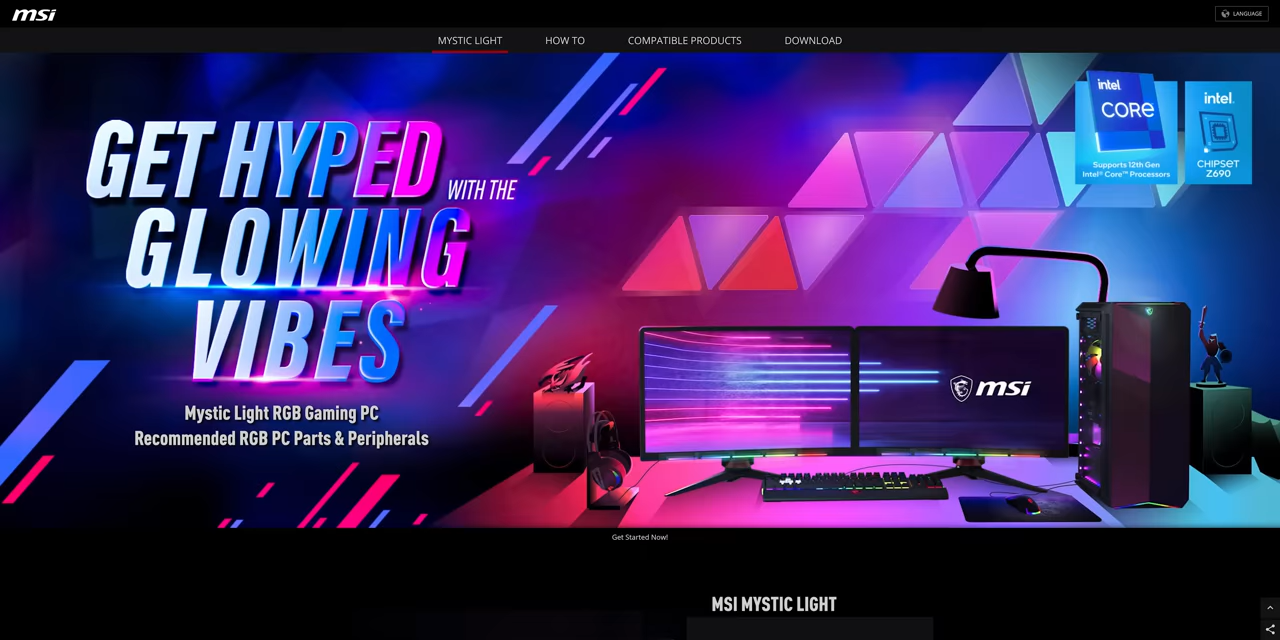 msi
LANGUAGE
MYSTIC LIGHT
HOW TO
COMPATIBLE PRODUCTS
DOWNLOAD
GET HYPED
WITH THE
GLOWING
VIBES
Mystic Light RGB Gaming PC
Recommended RGB PC Parts & Peripherals
intel
CORE
Supports 12th Gen
Intel® Core™ Processors
intel.
CHIPSET
Z690
msi
Get Started Now!
MSI MYSTIC LIGHT